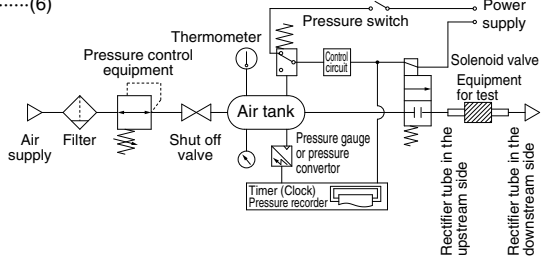 ······(6)
Power
supply
Pressure switch
Thermometer
Pressure control
equipment
Control
circuit
Solenoid valve
Equipment
for test
Air tank
Air
supply
Filter
Shut off
valve
Pressure gauge
or pressure
convertor
Timer (Clock)
Pressure recorder
Rectifier tube in the
upstream side
Rectifier tube in the
downstream side